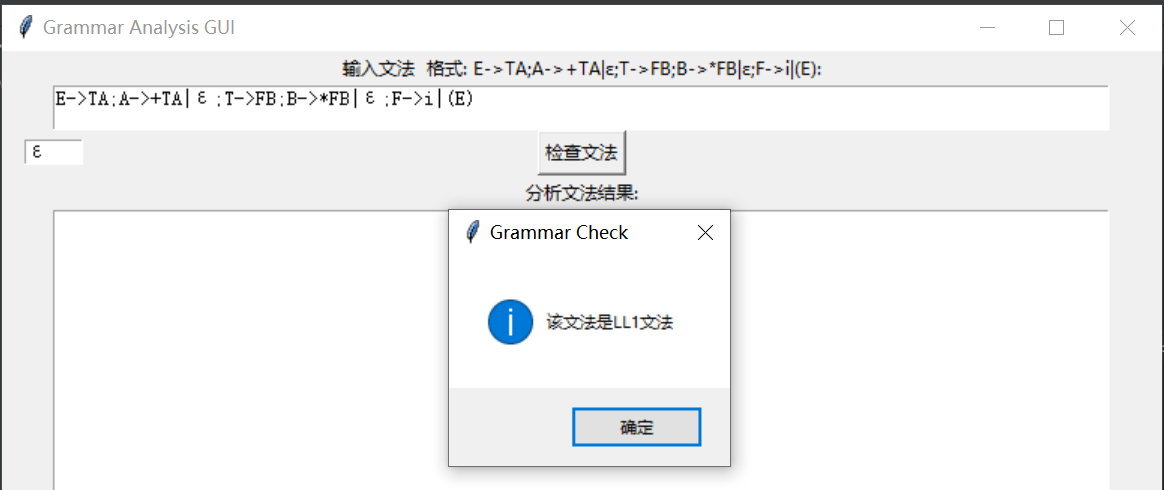 Grammar Analysis GUI
输入文法 格式: E->TA;A->+TA|ε;T->FB;B->*FB|ε;F->i|(E):
E->TA;A->+TA|ε;T->FB;B->*FB|ε;F->i|(E)
ε
检查文法
分析文法结果:
Grammar Check
该文法是LL1文法
确定